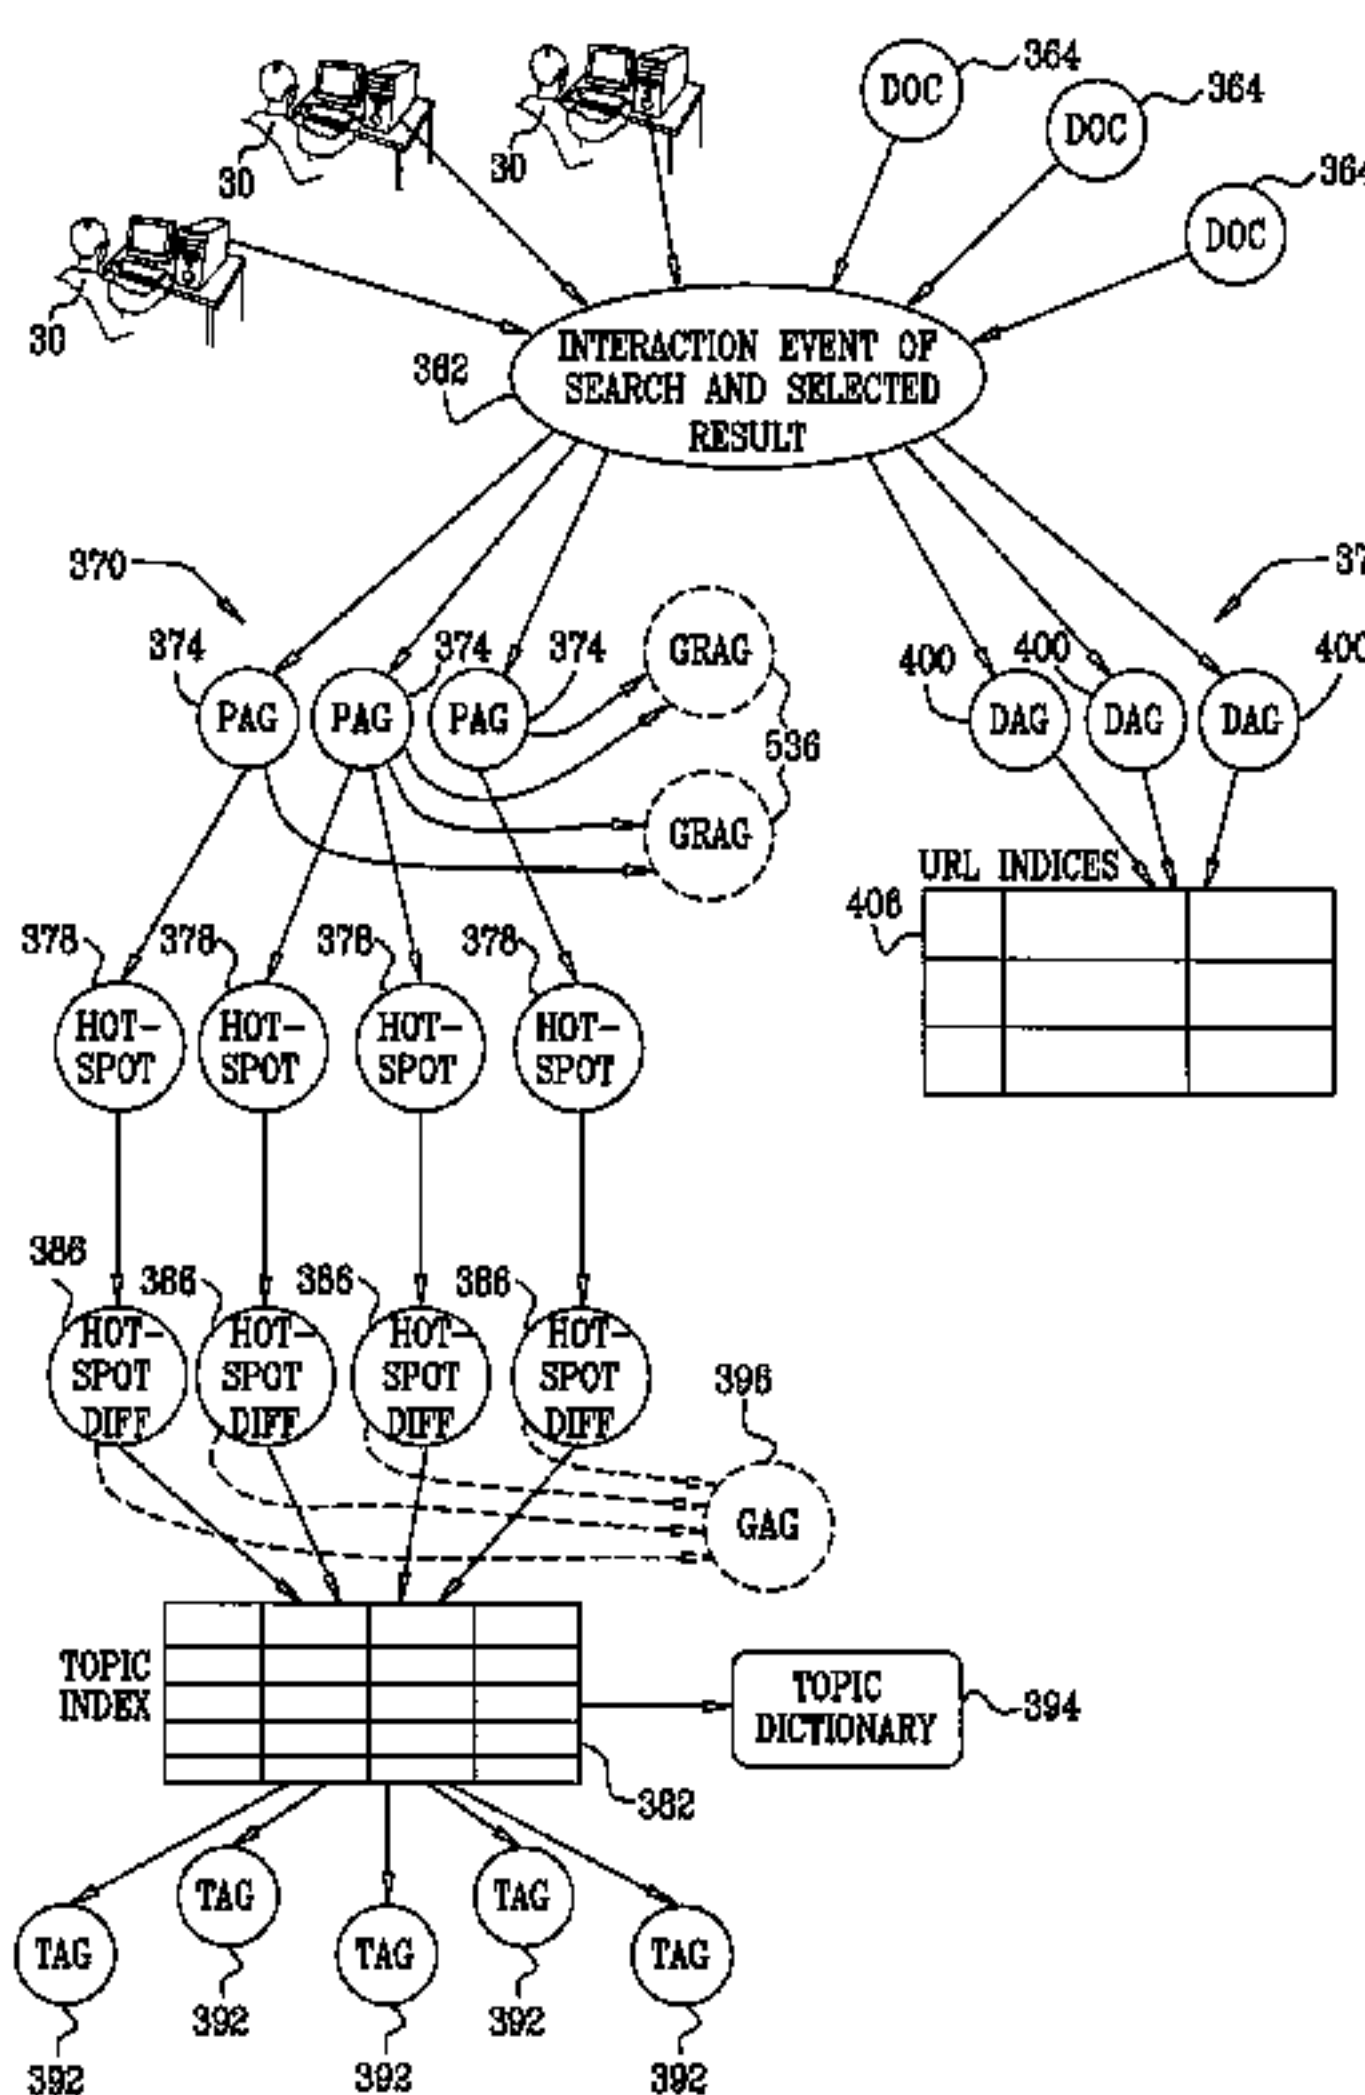 364
DOC
364
DOC
30
30
364
DOC
30
INTERACTION EVENT OF
SEARCH AND SELECTED
RESULT
362
370
37
374
374
374
GRAG
400
400
400
PAG
PAG
PAG
DAG
DAG
DAG
536
GRAG
URL INDICES
406
378
378
378
378
HOT-
SPOT
HOT-
SPOT
HOT-
SPOT
HOT-
SPOT
386
386
386
386
HOT-
SPOT
DIFF
HOT-
SPOT
DIFF
HOT-
SPOT
DIFF
HOT-
SPOT
DIFF
396
GAG
TOPIC
INDEX
TOPIC
DICTIONARY
394
382
TAG
TAG
TAG
TAG
TAG
392
392
392
392
392